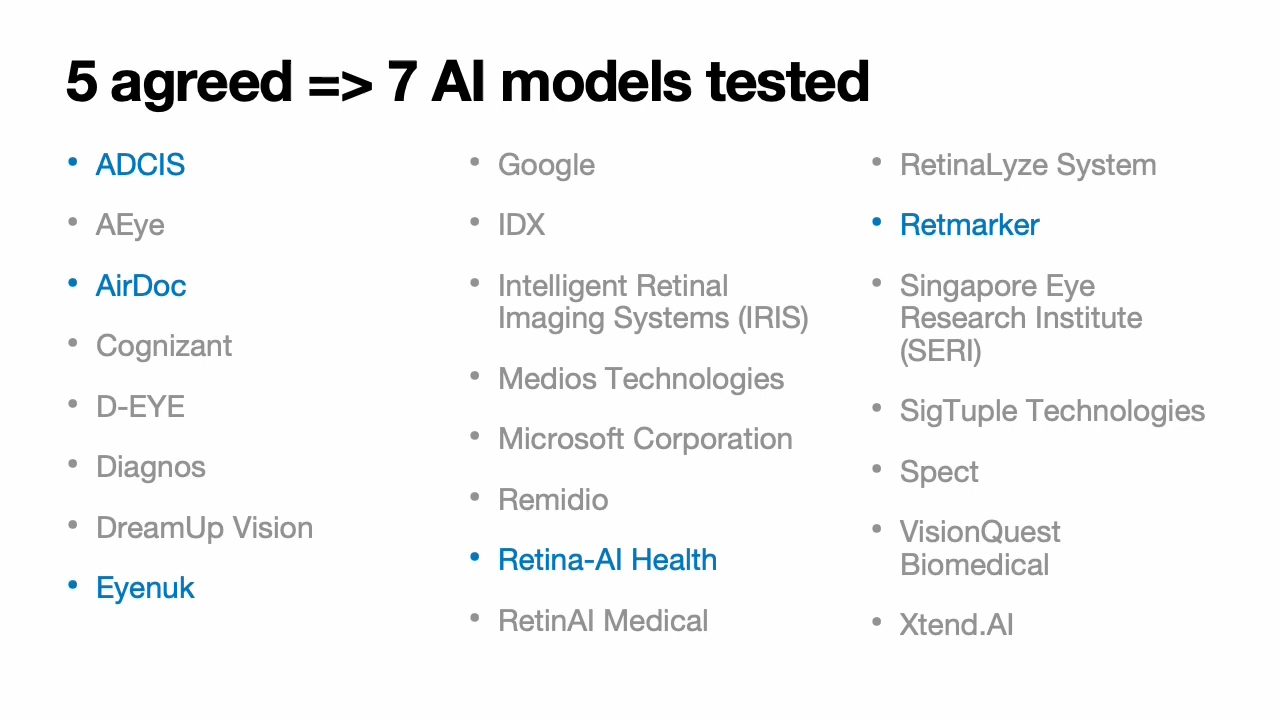 5 agreed => 7 AI models tested
• ADCIS
• AEye
• AirDoc
• Cognizant
• D-EYE
• Diagnos
• DreamUp Vision
• Eyenuk
• Google
• IDX
• Intelligent Retinal
Imaging Systems (IRIS)
• Medios Technologies
• Microsoft Corporation
• Remidio
• Retina-AI Health
• RetinAI Medical
• RetinaLyze System
• Retmarker
• Singapore Eye
Research Institute
(SERI)
• SigTuple Technologies
• Spect
• VisionQuest
Biomedical
• Xtend.AI